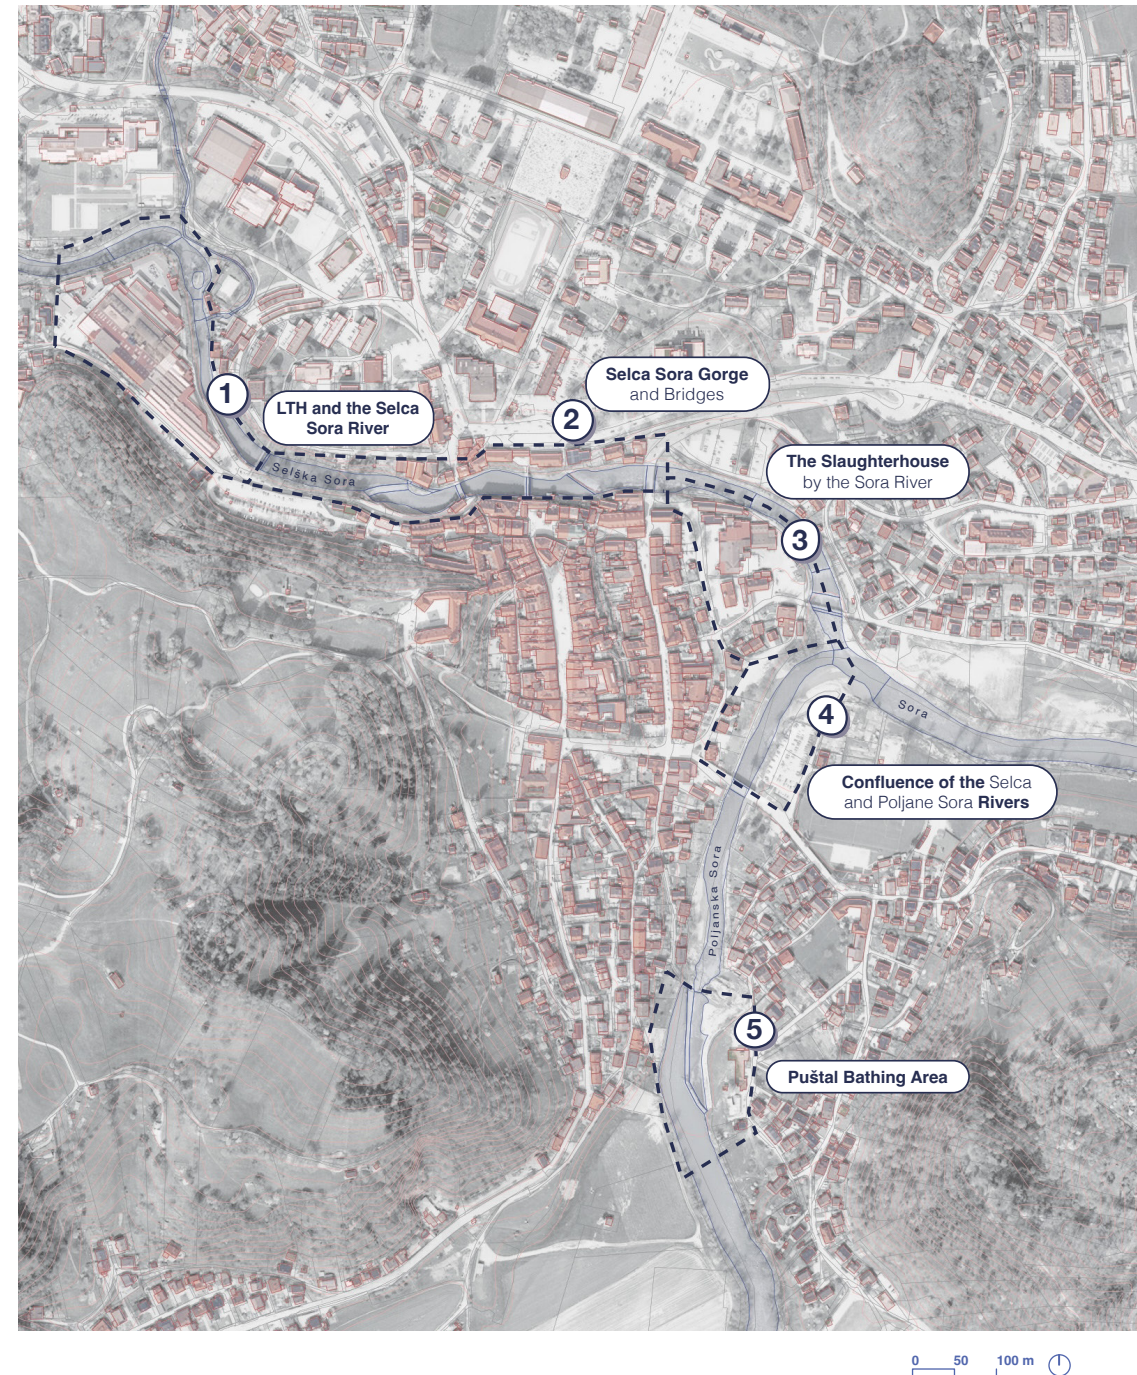 Selca Sora Gorge
and Bridges
2
1
LTH and the Selca
Sora River
Selška Sora
The Slaughterhouse
by the Sora River
3
4
Sora
Confluence of the Selca
and Poljane Sora Rivers
Poljanska Sora
5
Puštal Bathing Area
0 50 100 m